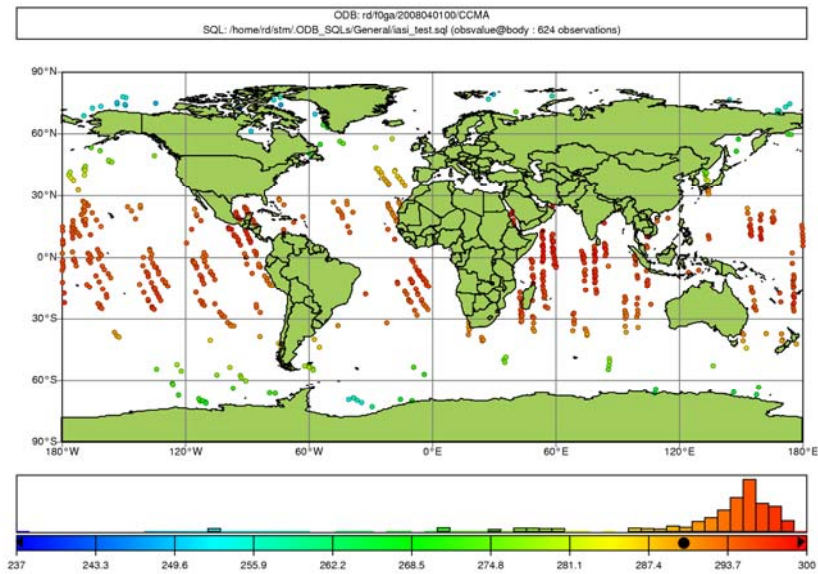 ODB: rd/f0ga/2008040100/CCMA
SQL: /home/rd/stm/.ODB_SQLs/General/iasi_test.sql (obsvalue@body : 624 observations)
90°N
60°N
30°N
0°N
30°S
60°S
90°S
180°W 120°W 60°W 0°E 60°E 120°E 180°E
237 243.3 249.6 255.9 262.2 268.5 274.8 281.1 287.4 293.7 300